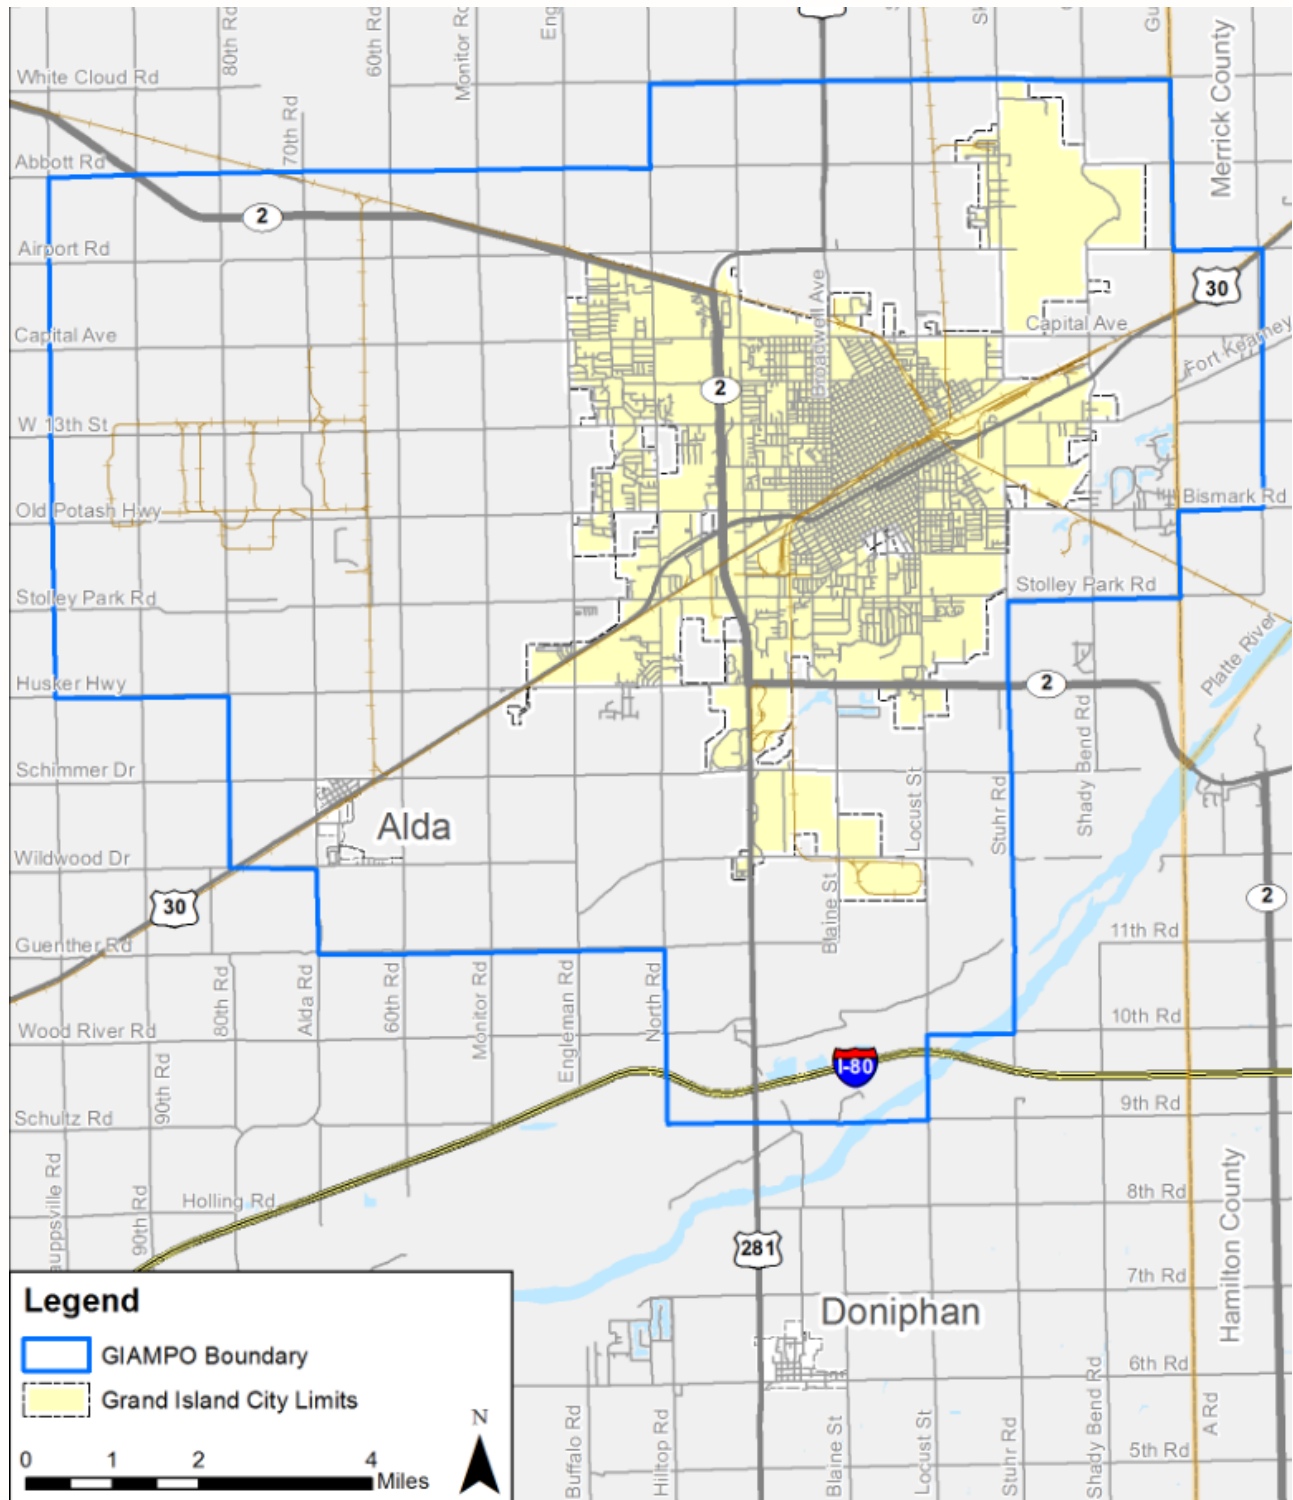 80th Rd
60th Rd
Monitor Rd
Eng
Gu
White Cloud Rd
Merrick County
70th Rd
Abbott Rd
2
Airport Rd
30
Broadwell Ave
Capital Ave
Capital Ave
Fort Kearney
2
W 13th St
Bismark Rd
Old Potash Hwy
Stolley Park Rd
Stolley Park Rd
Platte River
Husker Hwy
2
Shady Bend Rd
Schimmer Dr
Locust St
Stuhr Rd
Alda
Wildwood Dr
2
30
Blaine St
11th Rd
Guenther Rd
80th Rd
Alda Rd
60th Rd
Monitor Rd
Engleman Rd
North Rd
10th Rd
Wood River Rd
I-80
90th Rd
9th Rd
Schultz Rd
auppsville Rd
90th Rd
Holling Rd
8th Rd
Hamilton County
281
7th Rd
Legend
Doniphan
GIAMPO Boundary
6th Rd
Grand Island City Limits
N
Buffalo Rd
Hilltop Rd
Blaine St
Locust St
Stuhr Rd
Shady Bend Rd
A Rd
5th Rd
0 1 2 4
Miles